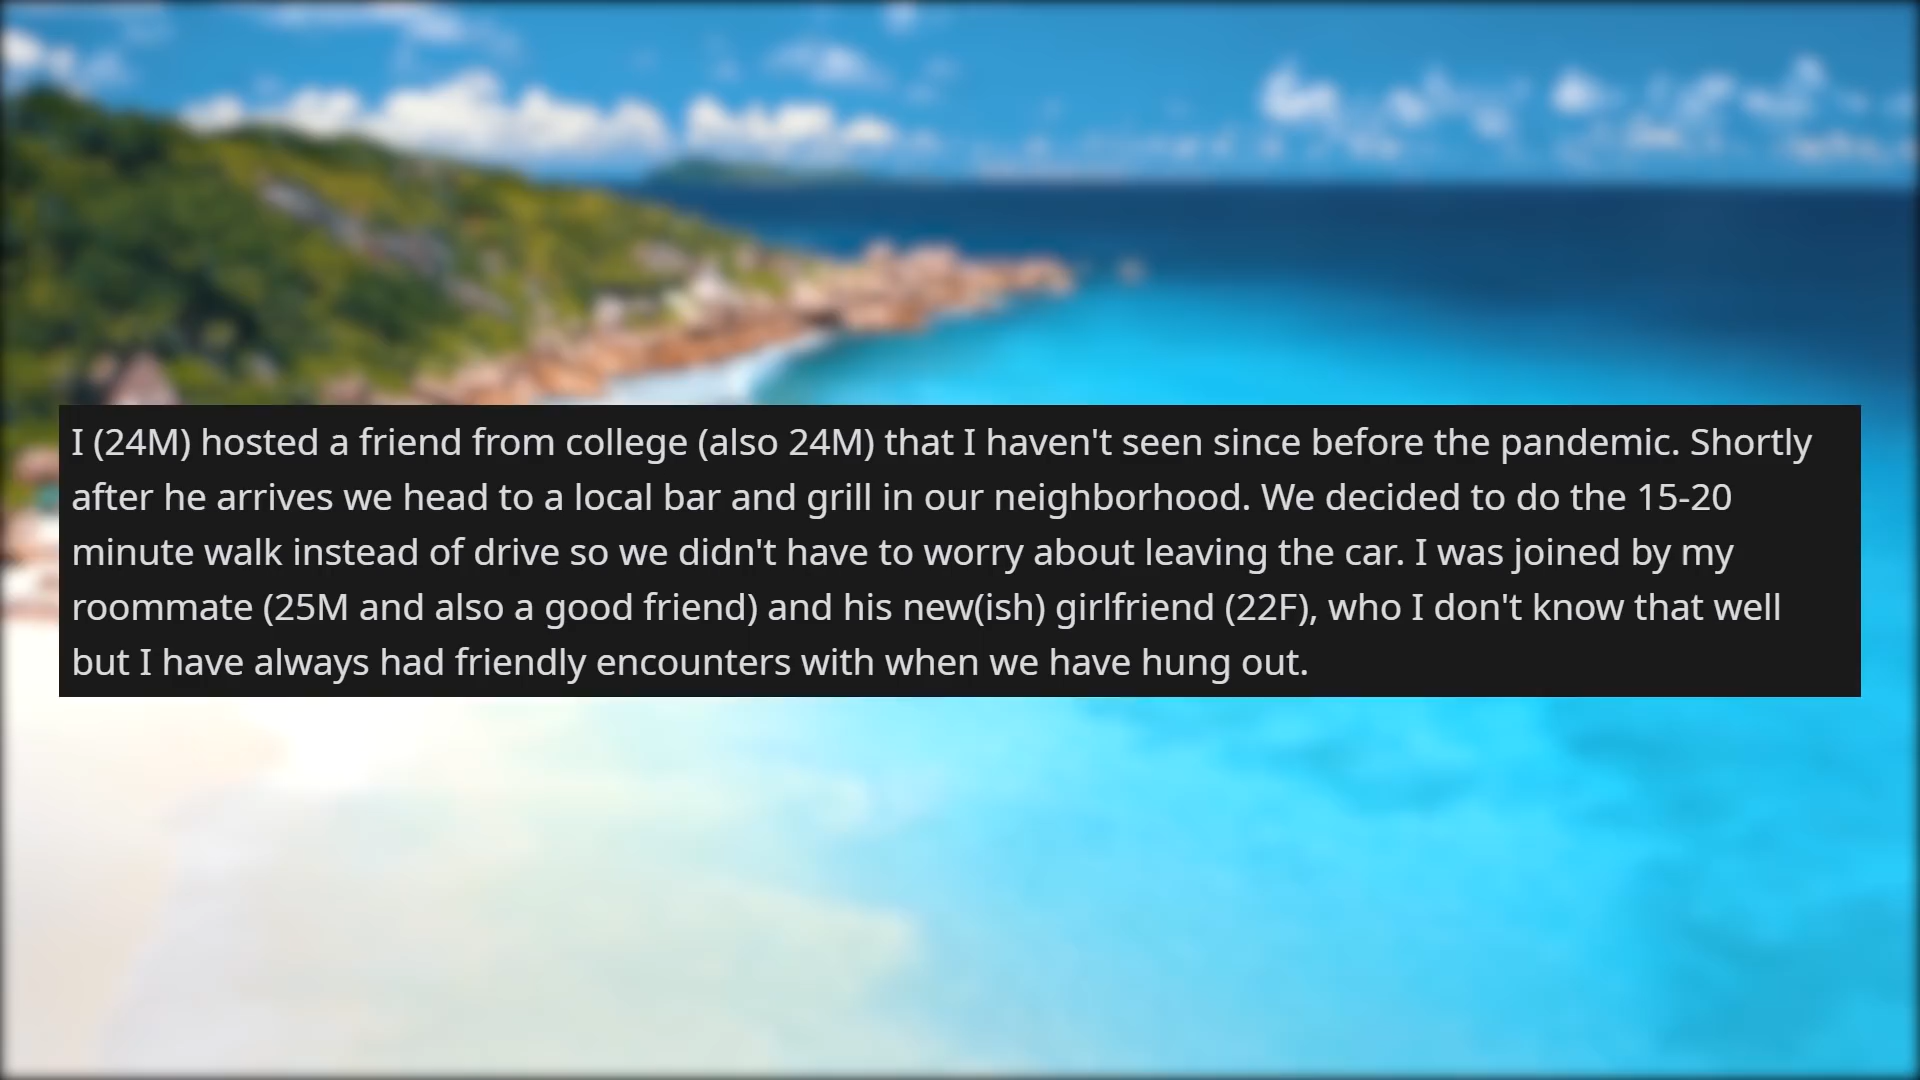 I (24M) hosted a friend from college (also 24M) that I haven't seen since before the pandemic. Shortly
after he arrives we head to a local bar and grill in our neighborhood. We decided to do the 15-20
minute walk instead of drive so we didn't have to worry about leaving the car. I was joined by my
roommate (25M and also a good friend) and his new(ish) girlfriend (22F), who I don't know that well
but I have always had friendly encounters with when we have hung out.